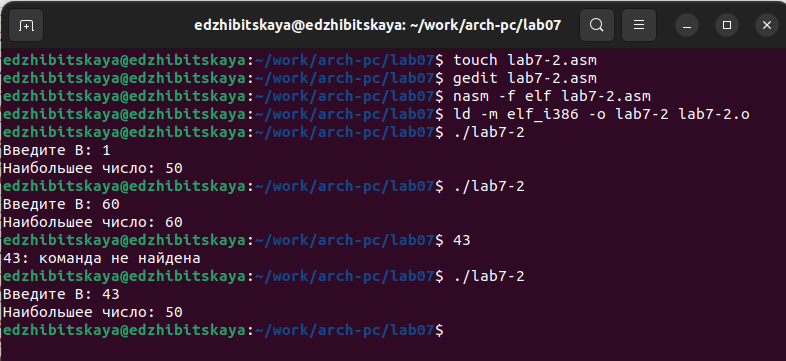 edzhibitskaya@edzhibitskaya: ~/work/arch-pc/lab07
edzhibitskaya@edzhibitskaya:~/work/arch-pc/lab07$ touch lab7-2.asm
edzhibitskaya@edzhibitskaya:~/work/arch-pc/lab07$ gedit lab7-2.asm
edzhibitskaya@edzhibitskaya:~/work/arch-pc/lab07$ nasm -f elf lab7-2.asm
edzhibitskaya@edzhibitskaya:~/work/arch-pc/lab07$ ld -m elf_i386 -o lab7-2 lab7-2.o
edzhibitskaya@edzhibitskaya:~/work/arch-pc/lab07$ ./lab7-2
Введите В: 1
Наибольшее число: 50
edzhibitskaya@edzhibitskaya:~/work/arch-pc/lab07$ ./lab7-2
Введите В: 60
Наибольшее число: 60
edzhibitskaya@edzhibitskaya:~/work/arch-pc/lab07$ 43
43: команда не найдена
edzhibitskaya@edzhibitskaya:~/work/arch-pc/lab07$ ./lab7-2
Введите В: 43
Наибольшее число: 50
edzhibitskaya@edzhibitskaya:~/work/arch-pc/lab07$